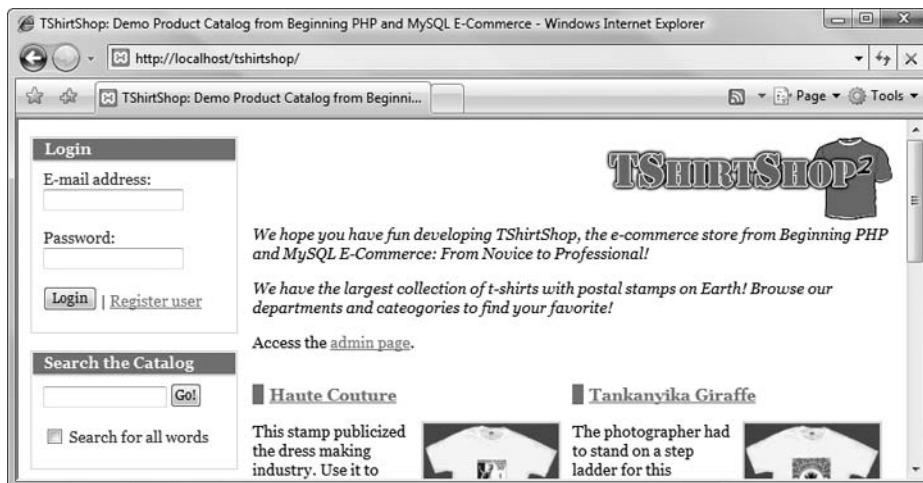 TShirtShop: Demo Product Catalog from Beginning PHP and MySQL E-Commerce - Windows Internet Explorer
http://localhost/tshirtshop/
TShirtShop: Demo Product Catalog from Beginni...
Page
Tools
Login
E-mail address:
Password:
Login | Register user
Search the Catalog
Go!
Search for all words
TShirtShop2
We hope you have fun developing TShirtShop, the e-commerce store from Beginning PHP
and MySQL E-Commerce: From Novice to Professional!
We have the largest collection of t-shirts with postal stamps on Earth! Browse our
departments and cateogories to find your favorite!
Access the admin page.
Haute Couture
This stamp publicized
the dress making
industry. Use it to
Tankanyika Giraffe
The photographer had
to stand on a step
ladder for this